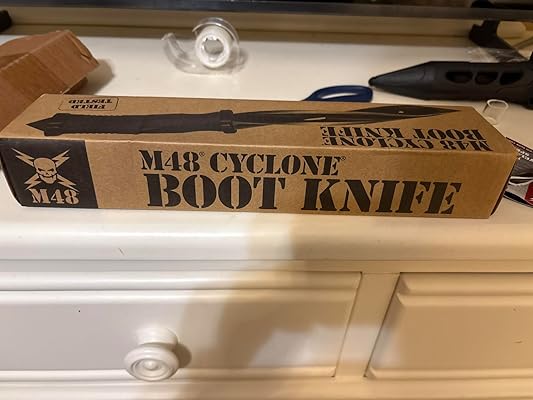 FIELD
TESTED
M48 CYCLONE
BOOT KNIFE
M48
M48® CYCLONE®
BOOT KNIFE